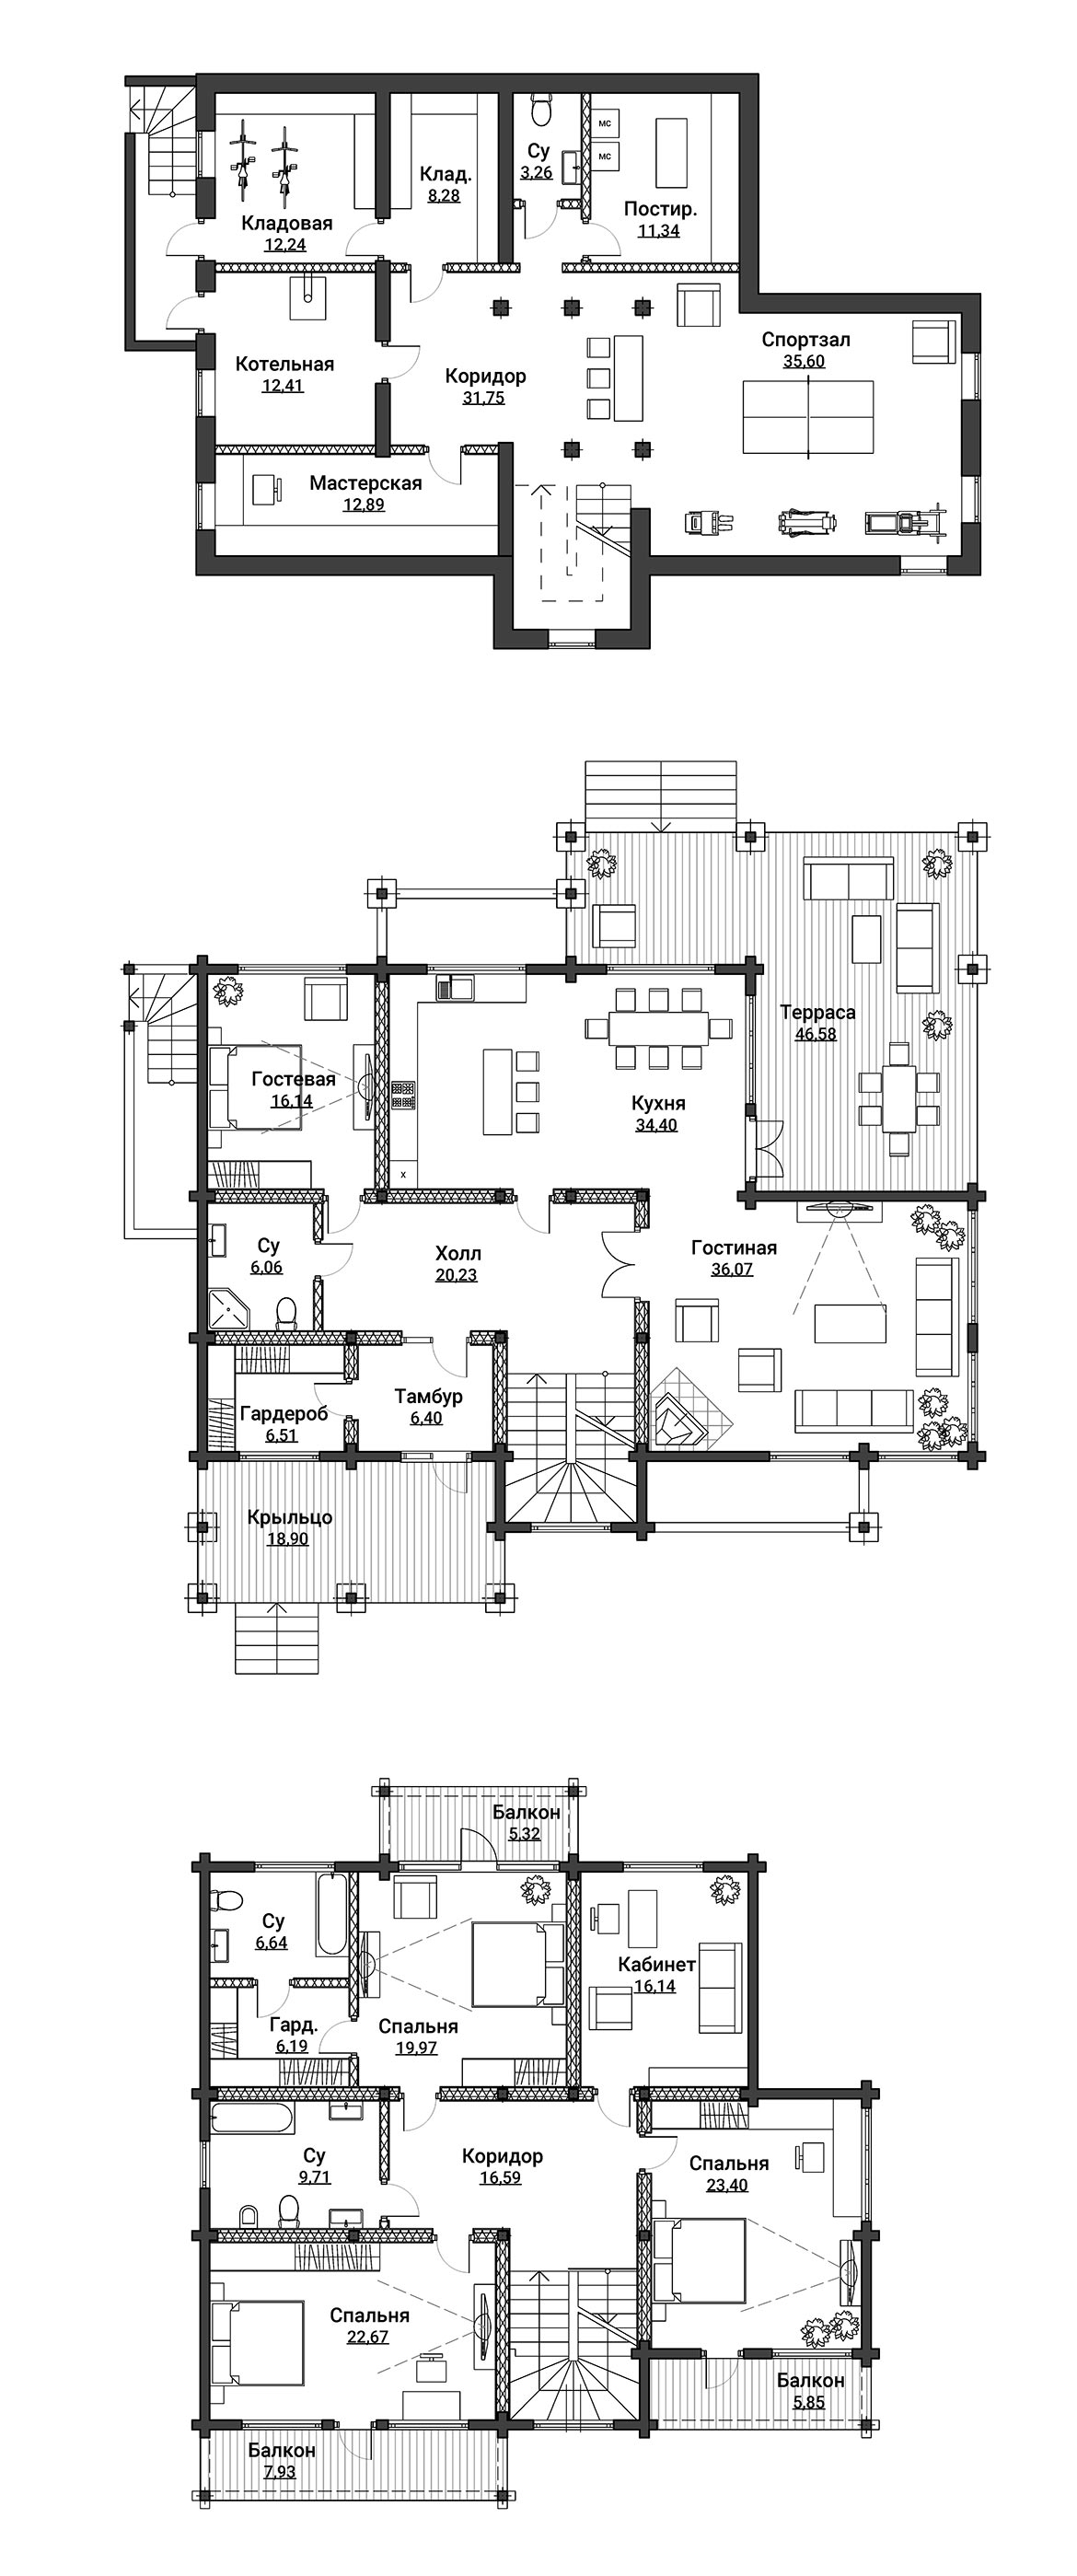 мс
Су
3,26
мс
Клад.
8,28
Постир.
11,34
Кладовая
12,24
Спортзал
35,60
Котельная
12,41
Коридор
31,75
Мастерская
12,89
Терраса
46,58
Гостевая
16,14
Кухня
34,40
х
Су
6,06
Холл
20,23
Гостиная
36,07
Тамбур
6,40
Гардероб
6,51
Крыльцо
18,90
Балкон
5,32
Су
6,64
Кабинет
16,14
Гард.
6,19
Спальня
19,97
Су
9,71
Коридор
16,59
Спальня
23,40
Спальня
22,67
Балкон
5,85
Балкон
7,93